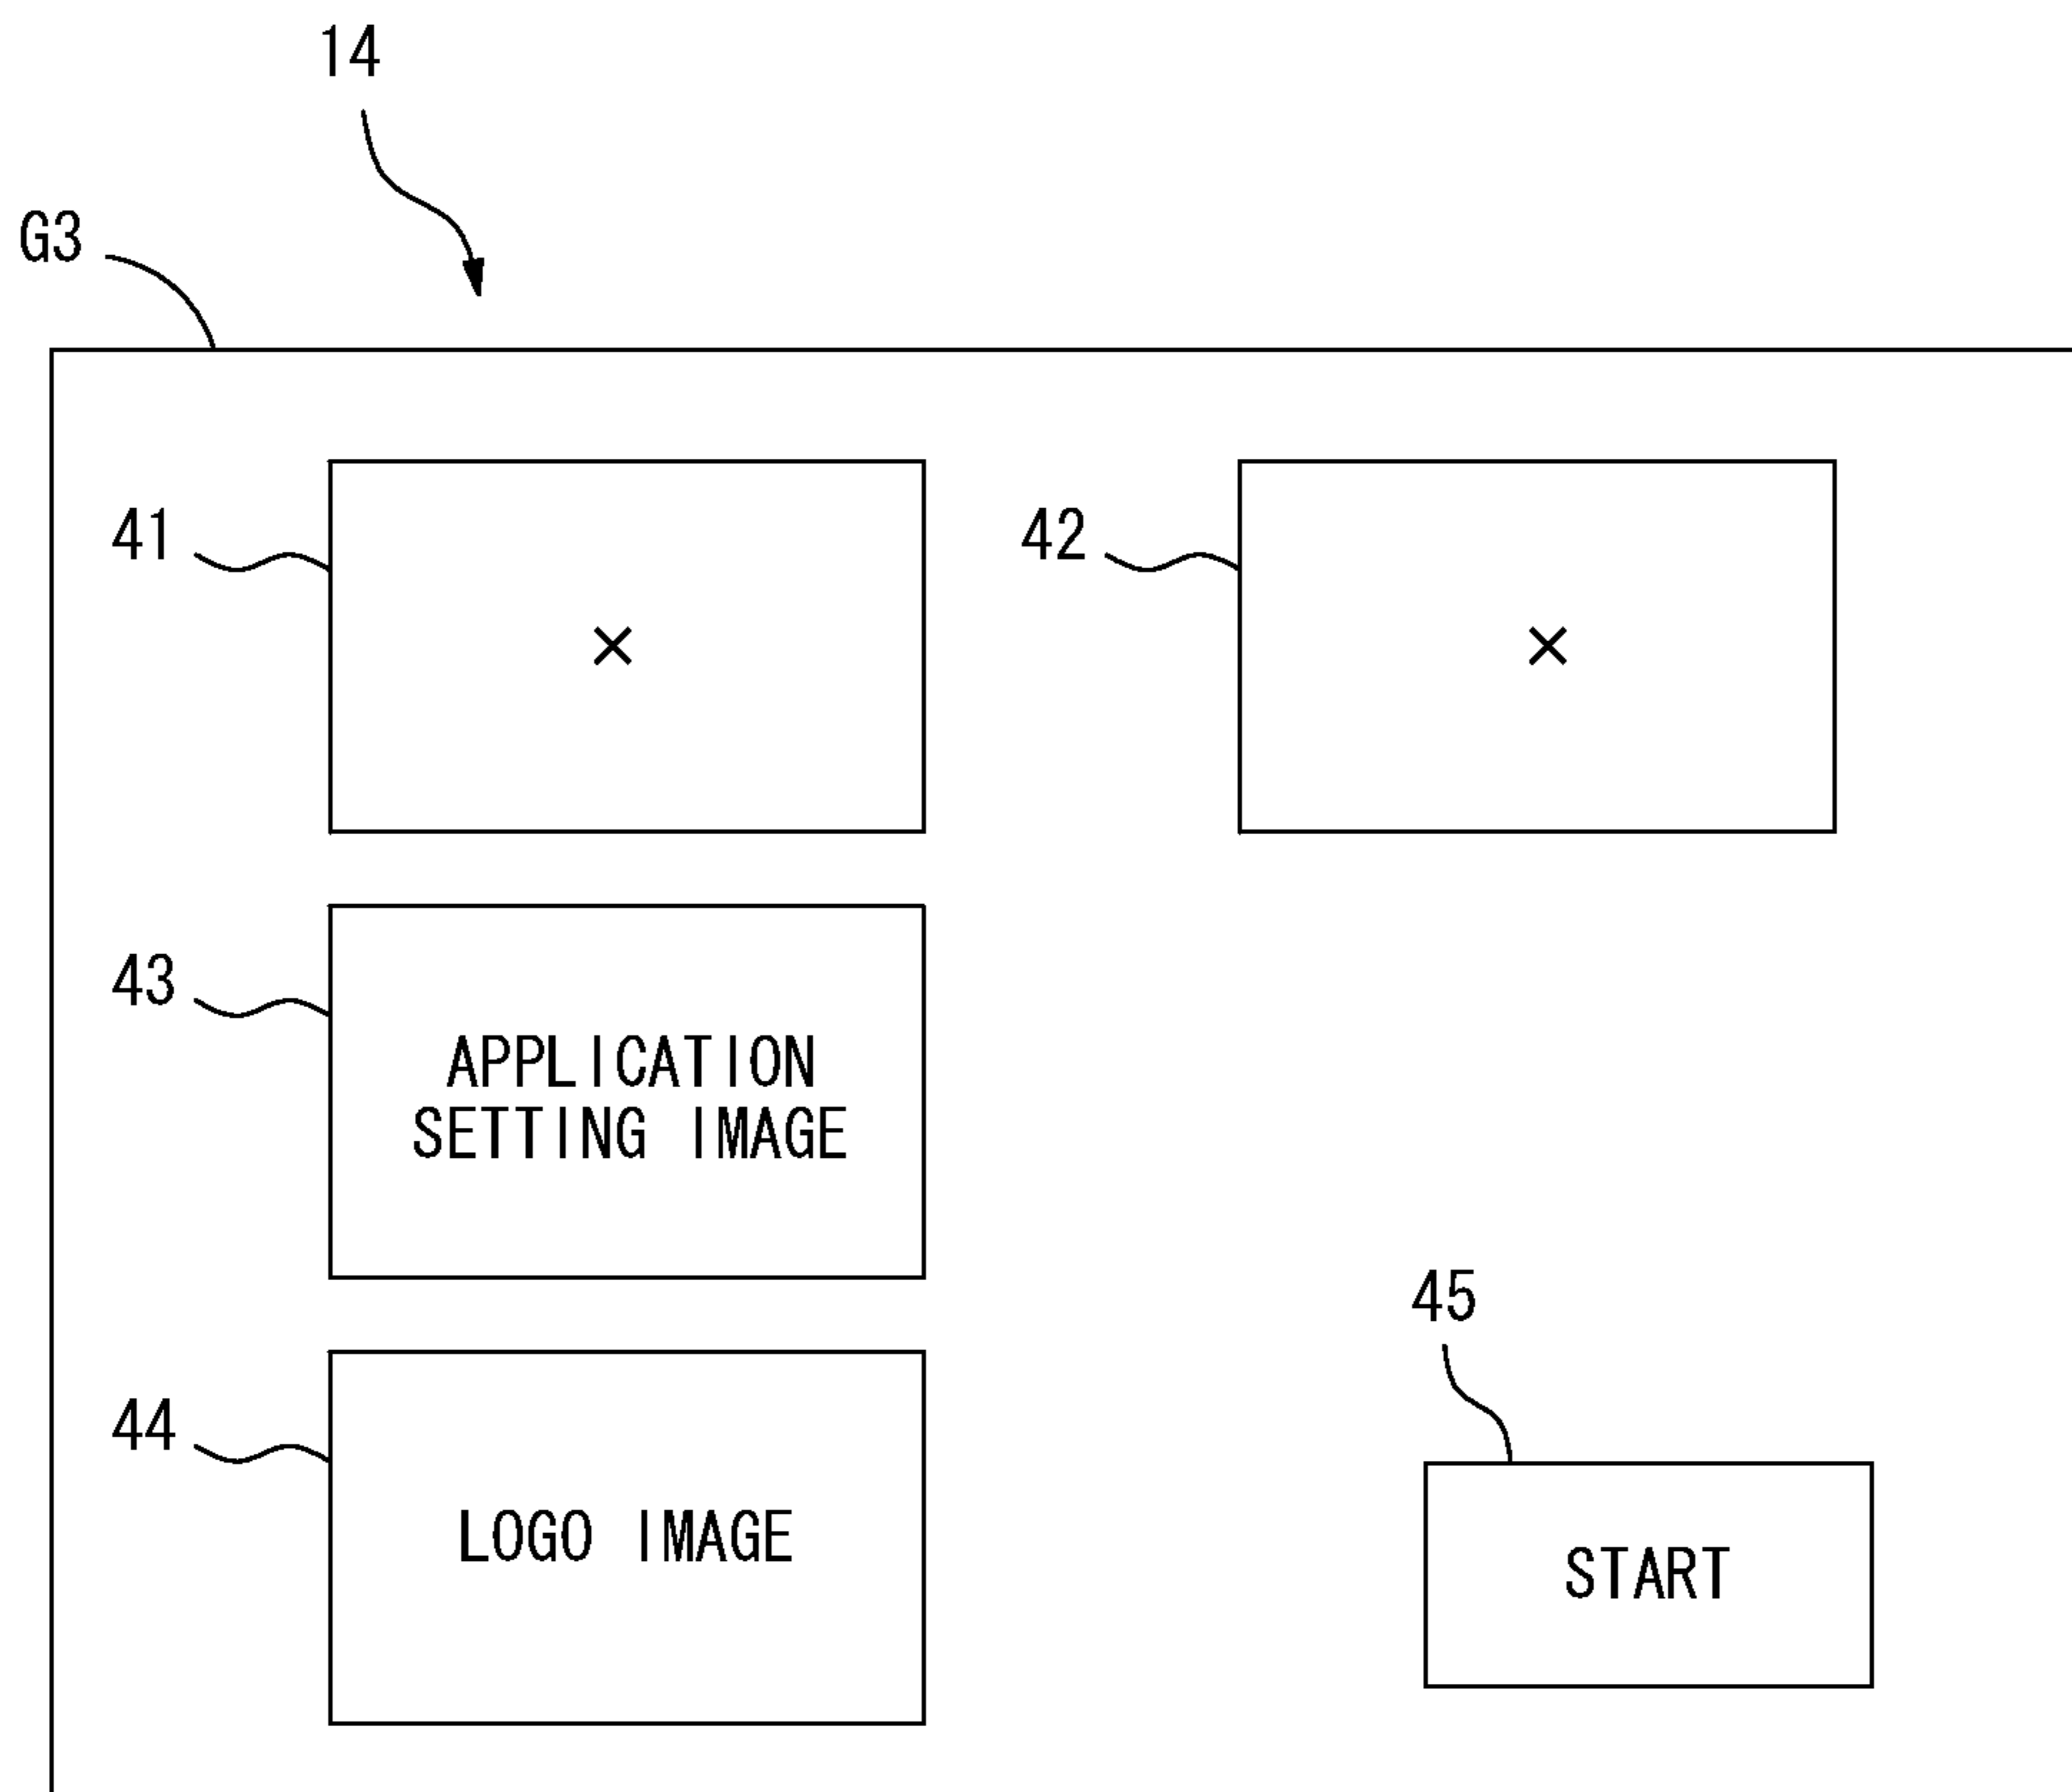 14
G3
41
×
42
×
43
APPLICATION
SETTING IMAGE
45
44
LOGO IMAGE
START